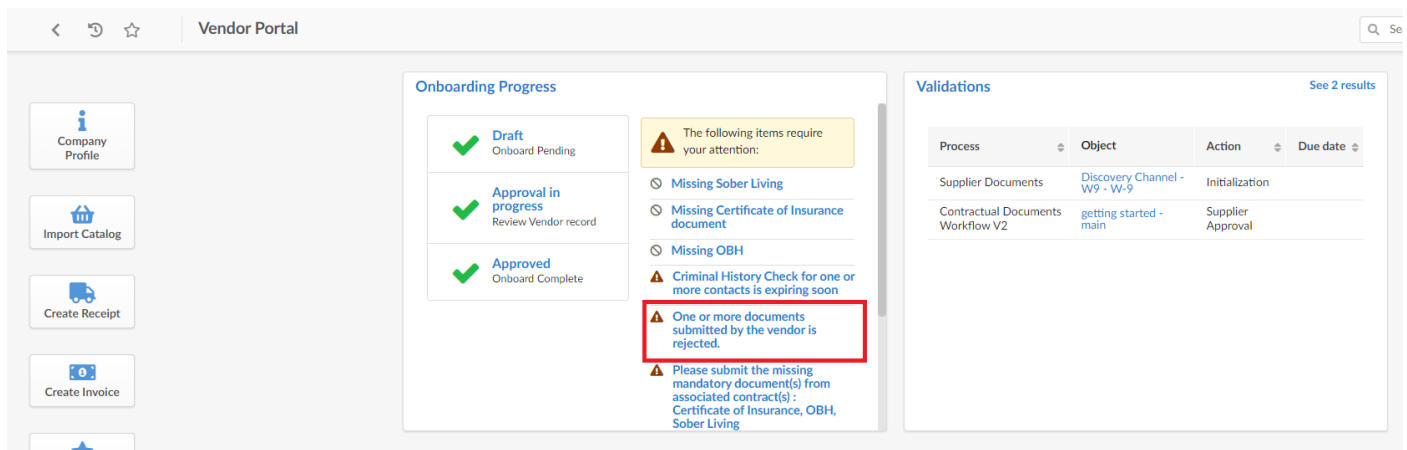 Vendor Portal
Company
Profile
Import Catalog
Create Receipt
Create Invoice
Onboarding Progress
Draft
Onboard Pending
Approval in
progress
Review Vendor record
Approved
Onboard Complete
The following items require
your attention:
Missing Sober Living
Missing Certificate of Insurance
document
Missing OBH
Criminal History Check for one or
more contacts is expiring soon
One or more documents
submitted by the vendor is
rejected.
Please submit the missing
mandatory document(s) from
associated contract(s) :
Certificate of Insurance, OBH,
Sober Living
Validations
See 2 results
Process Object Action Due date
Supplier Documents
Discovery Channel -
W9 - W-9
Initialization
Contractual Documents
Workflow V2
getting started -
main
Supplier
Approval